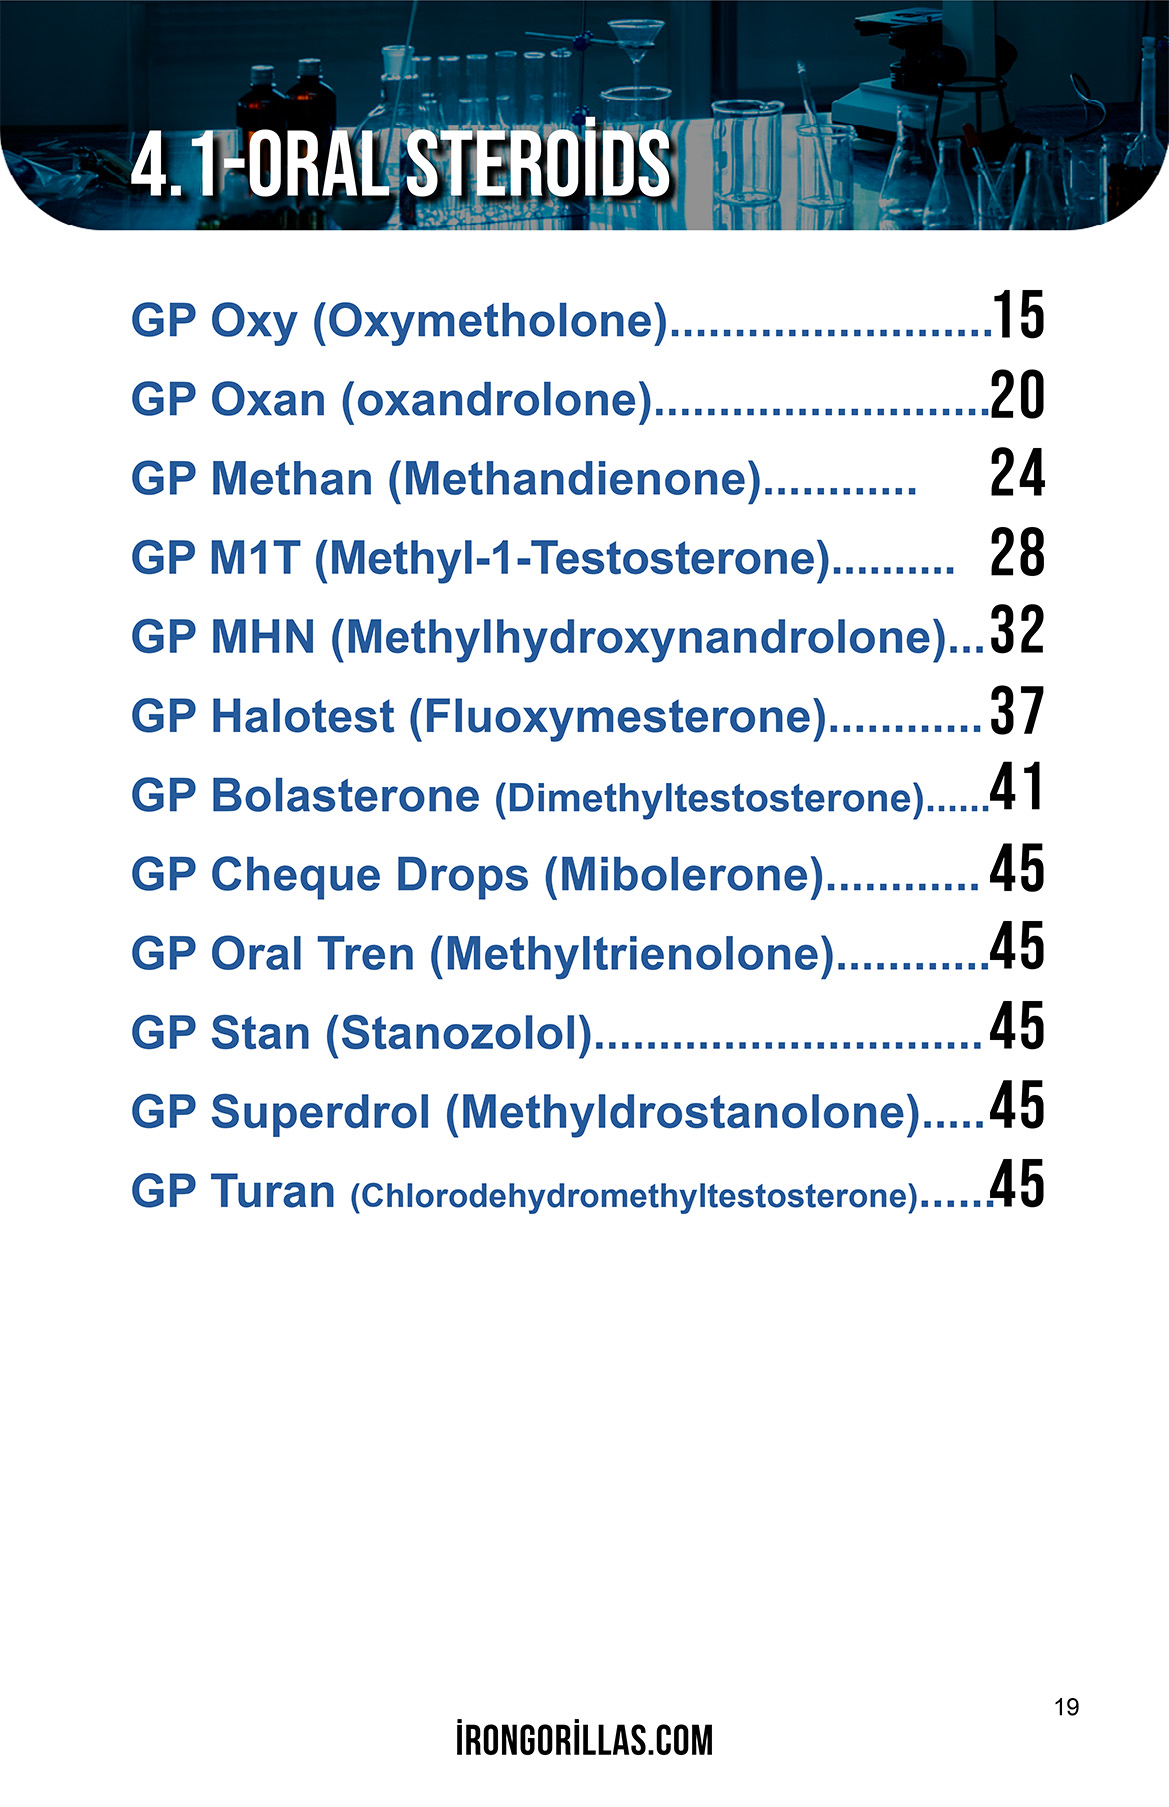 4.1-ORAL STEROİDS
GP Oxy (Oxymetholone).........................15
GP Oxan (oxandrolone)..........................20
GP Methan (Methandienone)............ 24
GP M1T (Methyl-1-Testosterone).......... 28
GP MHN (Methylhydroxynandrolone)...32
GP Halotest (Fluoxymesterone)............37
GP Bolasterone (Dimethyltestosterone)......41
GP Cheque Drops (Mibolerone)............45
GP Oral Tren (Methyltrienolone)............45
GP Stan (Stanozolol)..............................45
GP Superdrol (Methyldrostanolone).....45
GP Turan (Chlorodehydromethyltestosterone)......45
19
İRONGORİLLAS.COM